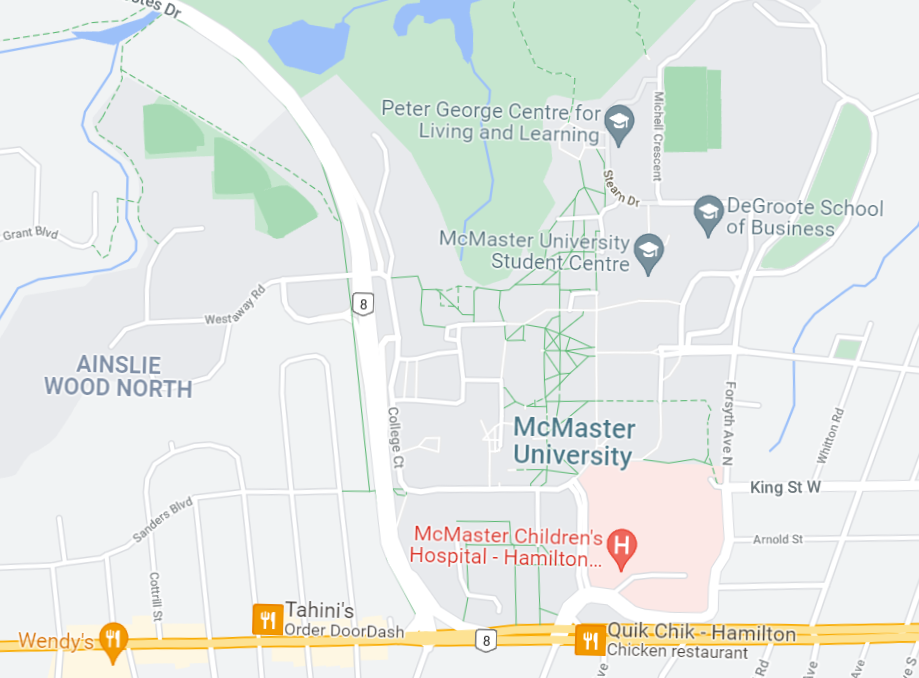 Peter George Centre for
Living and Learning
Michell Crescent
Stearn Dr
DeGroote School
of Business
McMaster University
Student Centre
Grant Blvd
Westaway Rd
8
AINSLIE
WOOD NORTH
College Ct
Forsyth Ave N
Whitton Rd
McMaster
University
King St W
Sanders Blvd
McMaster Children's
Hospital - Hamilton...
H
Arnold St
Cottrill St
Tahini's
Order DoorDash
Wendy's
8
Quik Chik - Hamilton
Chicken restaurant
Rd
Ave
Ave